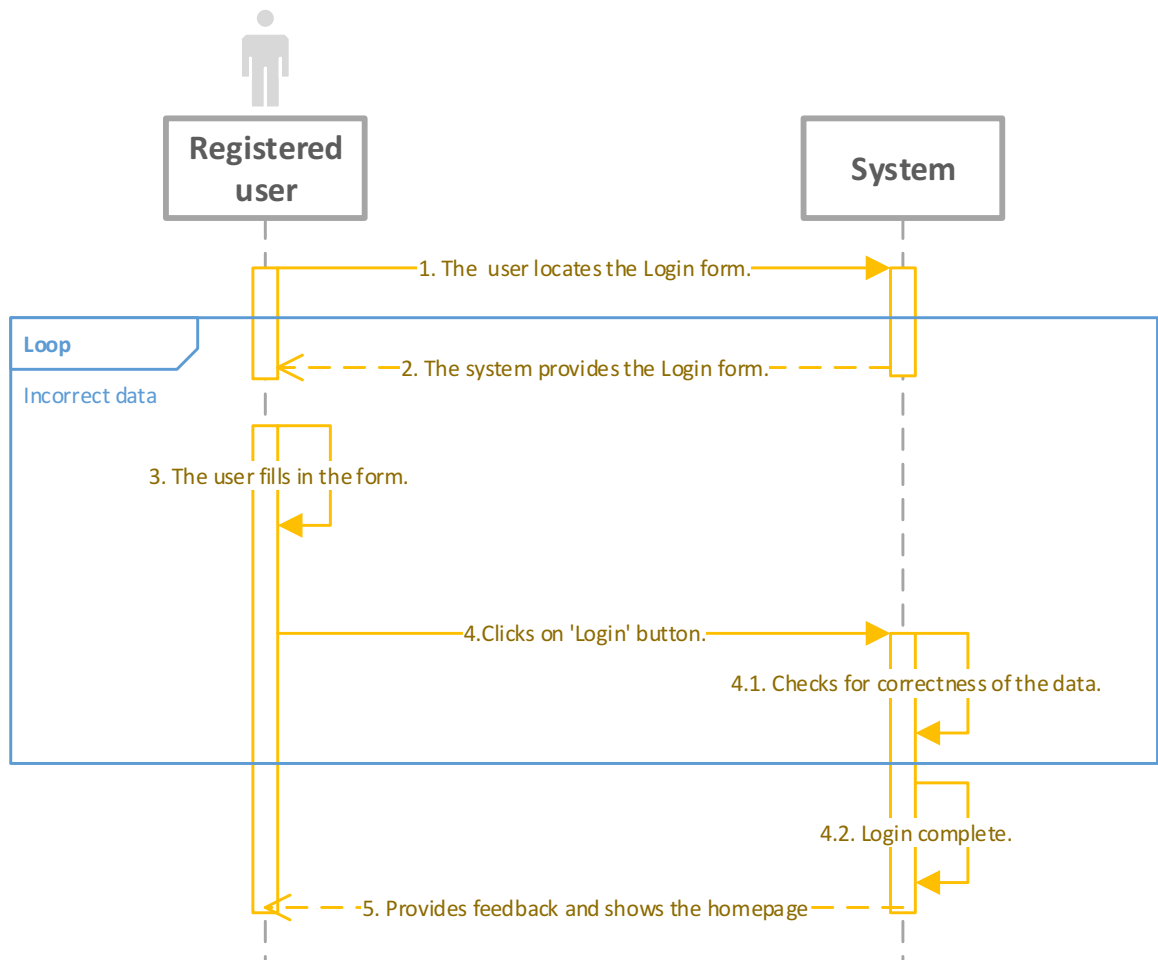 Registered
user
System
1. The  user locates the Login form.
Loop
2. The system provides the Login form.
Incorrect data
3. The user fills in the form.
4.Clicks on 'Login' button.
4.1. Checks for correctness of the data.
4.2. Login complete.
5. Provides feedback and shows the homepage